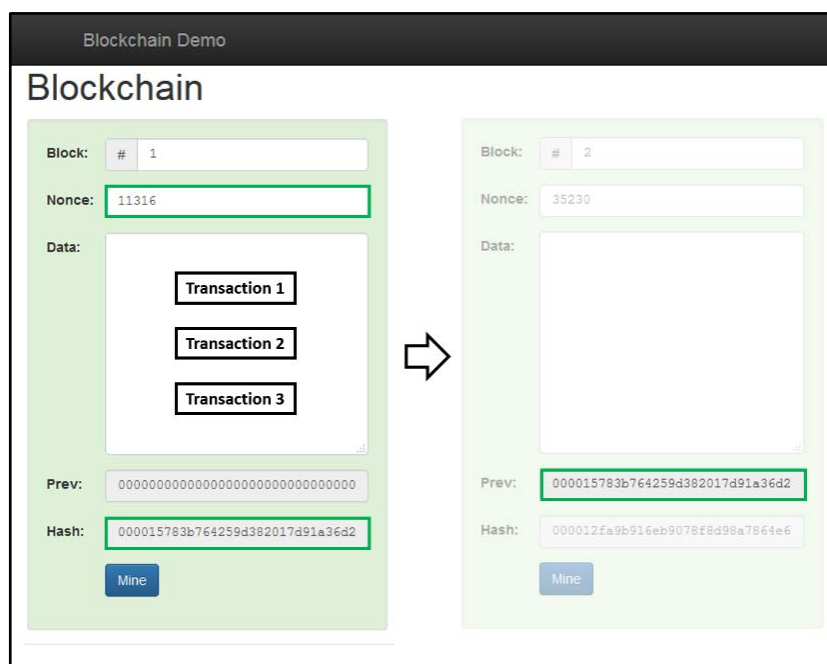 Blockchain Demo
Blockchain
Block: # 1
Nonce: 11316
Data:
Transaction 1
Transaction 2
Transaction 3
Prev: 00000000000000000000000000000000
Hash: 000015783b764259d382017d91a36d2
Mine
Block: # 2
Nonce: 35230
Data:
Prev: 000015783b764259d382017d91a36d2
Hash: 000012fa9b916eb9078f8d98a7864e6
Mine